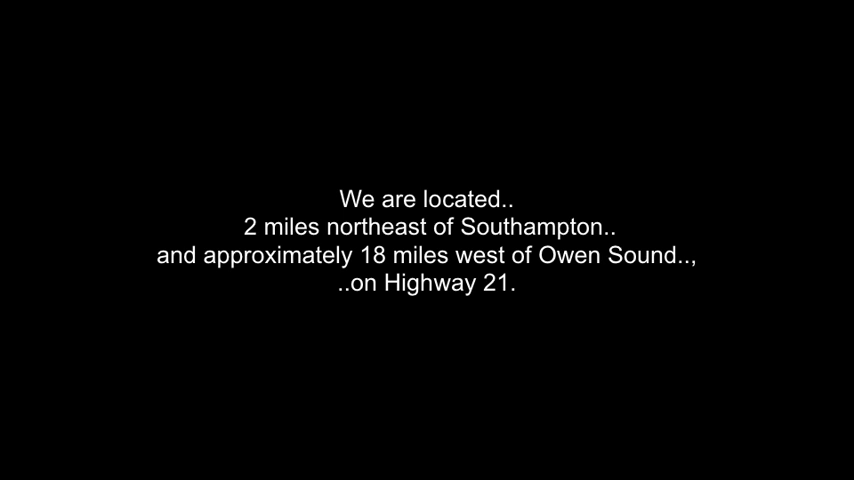 We are located..
2 miles northeast of Southampton..
and approximately 18 miles west of Owen Sound..,
..on Highway 21.